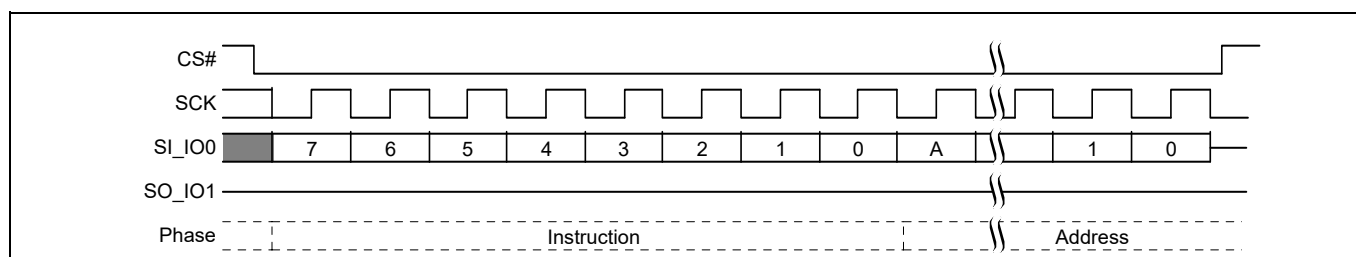 CS#
SCK
SI_IO0 7 6 5 4 3 2 1 0 A 1 0
SO_IO1
Phase Instruction Address